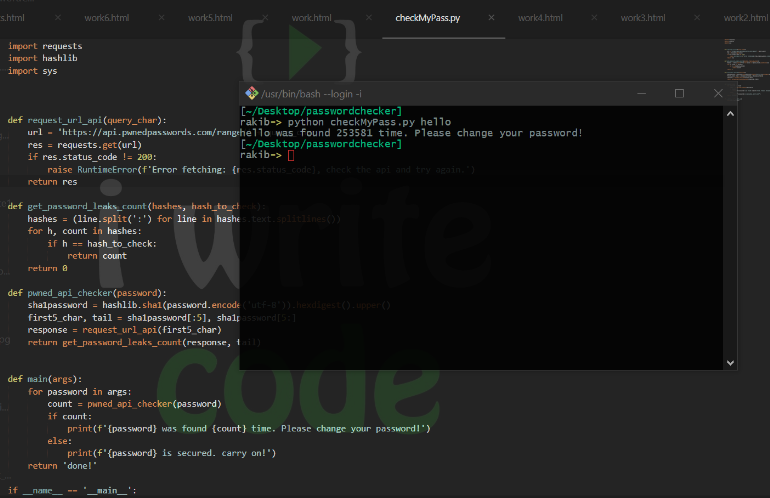 s.html work6.html work5.html work.html checkMyPass.py work4.html work3.html work2.html
import requests
import hashlib
import sys
def request_url_api(query_char):
url = 'https://api.pwnedpasswords.com/range
res = requests.get(url)
if res.status_code != 200:
raise RuntimeError(f'Error fetching: {res.status_code}, check the api and try again.')
return res
def get_password_leaks_count(hashes, hash_to_check):
hashes = (line.split(':') for line in hashes.text.splitlines())
for h, count in hashes:
if h == hash_to_check:
return count
return 0
def pwned_api_checker(password):
sha1password = hashlib.sha1(password.encode('utf-8')).hexdigest().upper()
first5_char, tail = sha1password[:5], sha1password[5:]
response = request_url_api(first5_char)
return get_password_leaks_count(response, tail)
def main(args):
for password in args:
count = pwned_api_checker(password)
if count:
print(f'{password} was found {count} time. Please change your password!')
else:
print(f'{password} is secured. carry on!')
return 'done!'
if __name__ == '__main__':
/usr/bin/bash --login -i
[~/Desktop/passwordchecker]
rakib-> python checkMyPass.py hello
hello was found 253581 time. Please change your password!
[~/Desktop/passwordchecker]
rakib->
i write
code